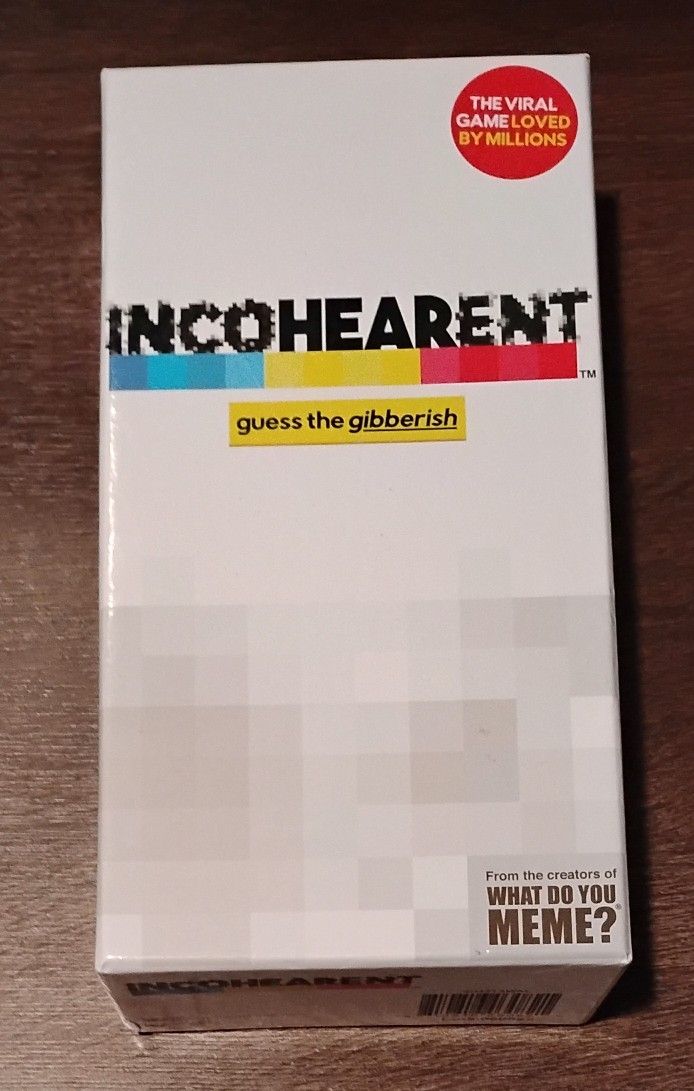 THE VIRAL
GAME LOVED
BY MILLIONS
INCOHEARENT
TM
guess the gibberish
From the creators of
WHAT DO YOU
MEME?®
INCOHEARENT